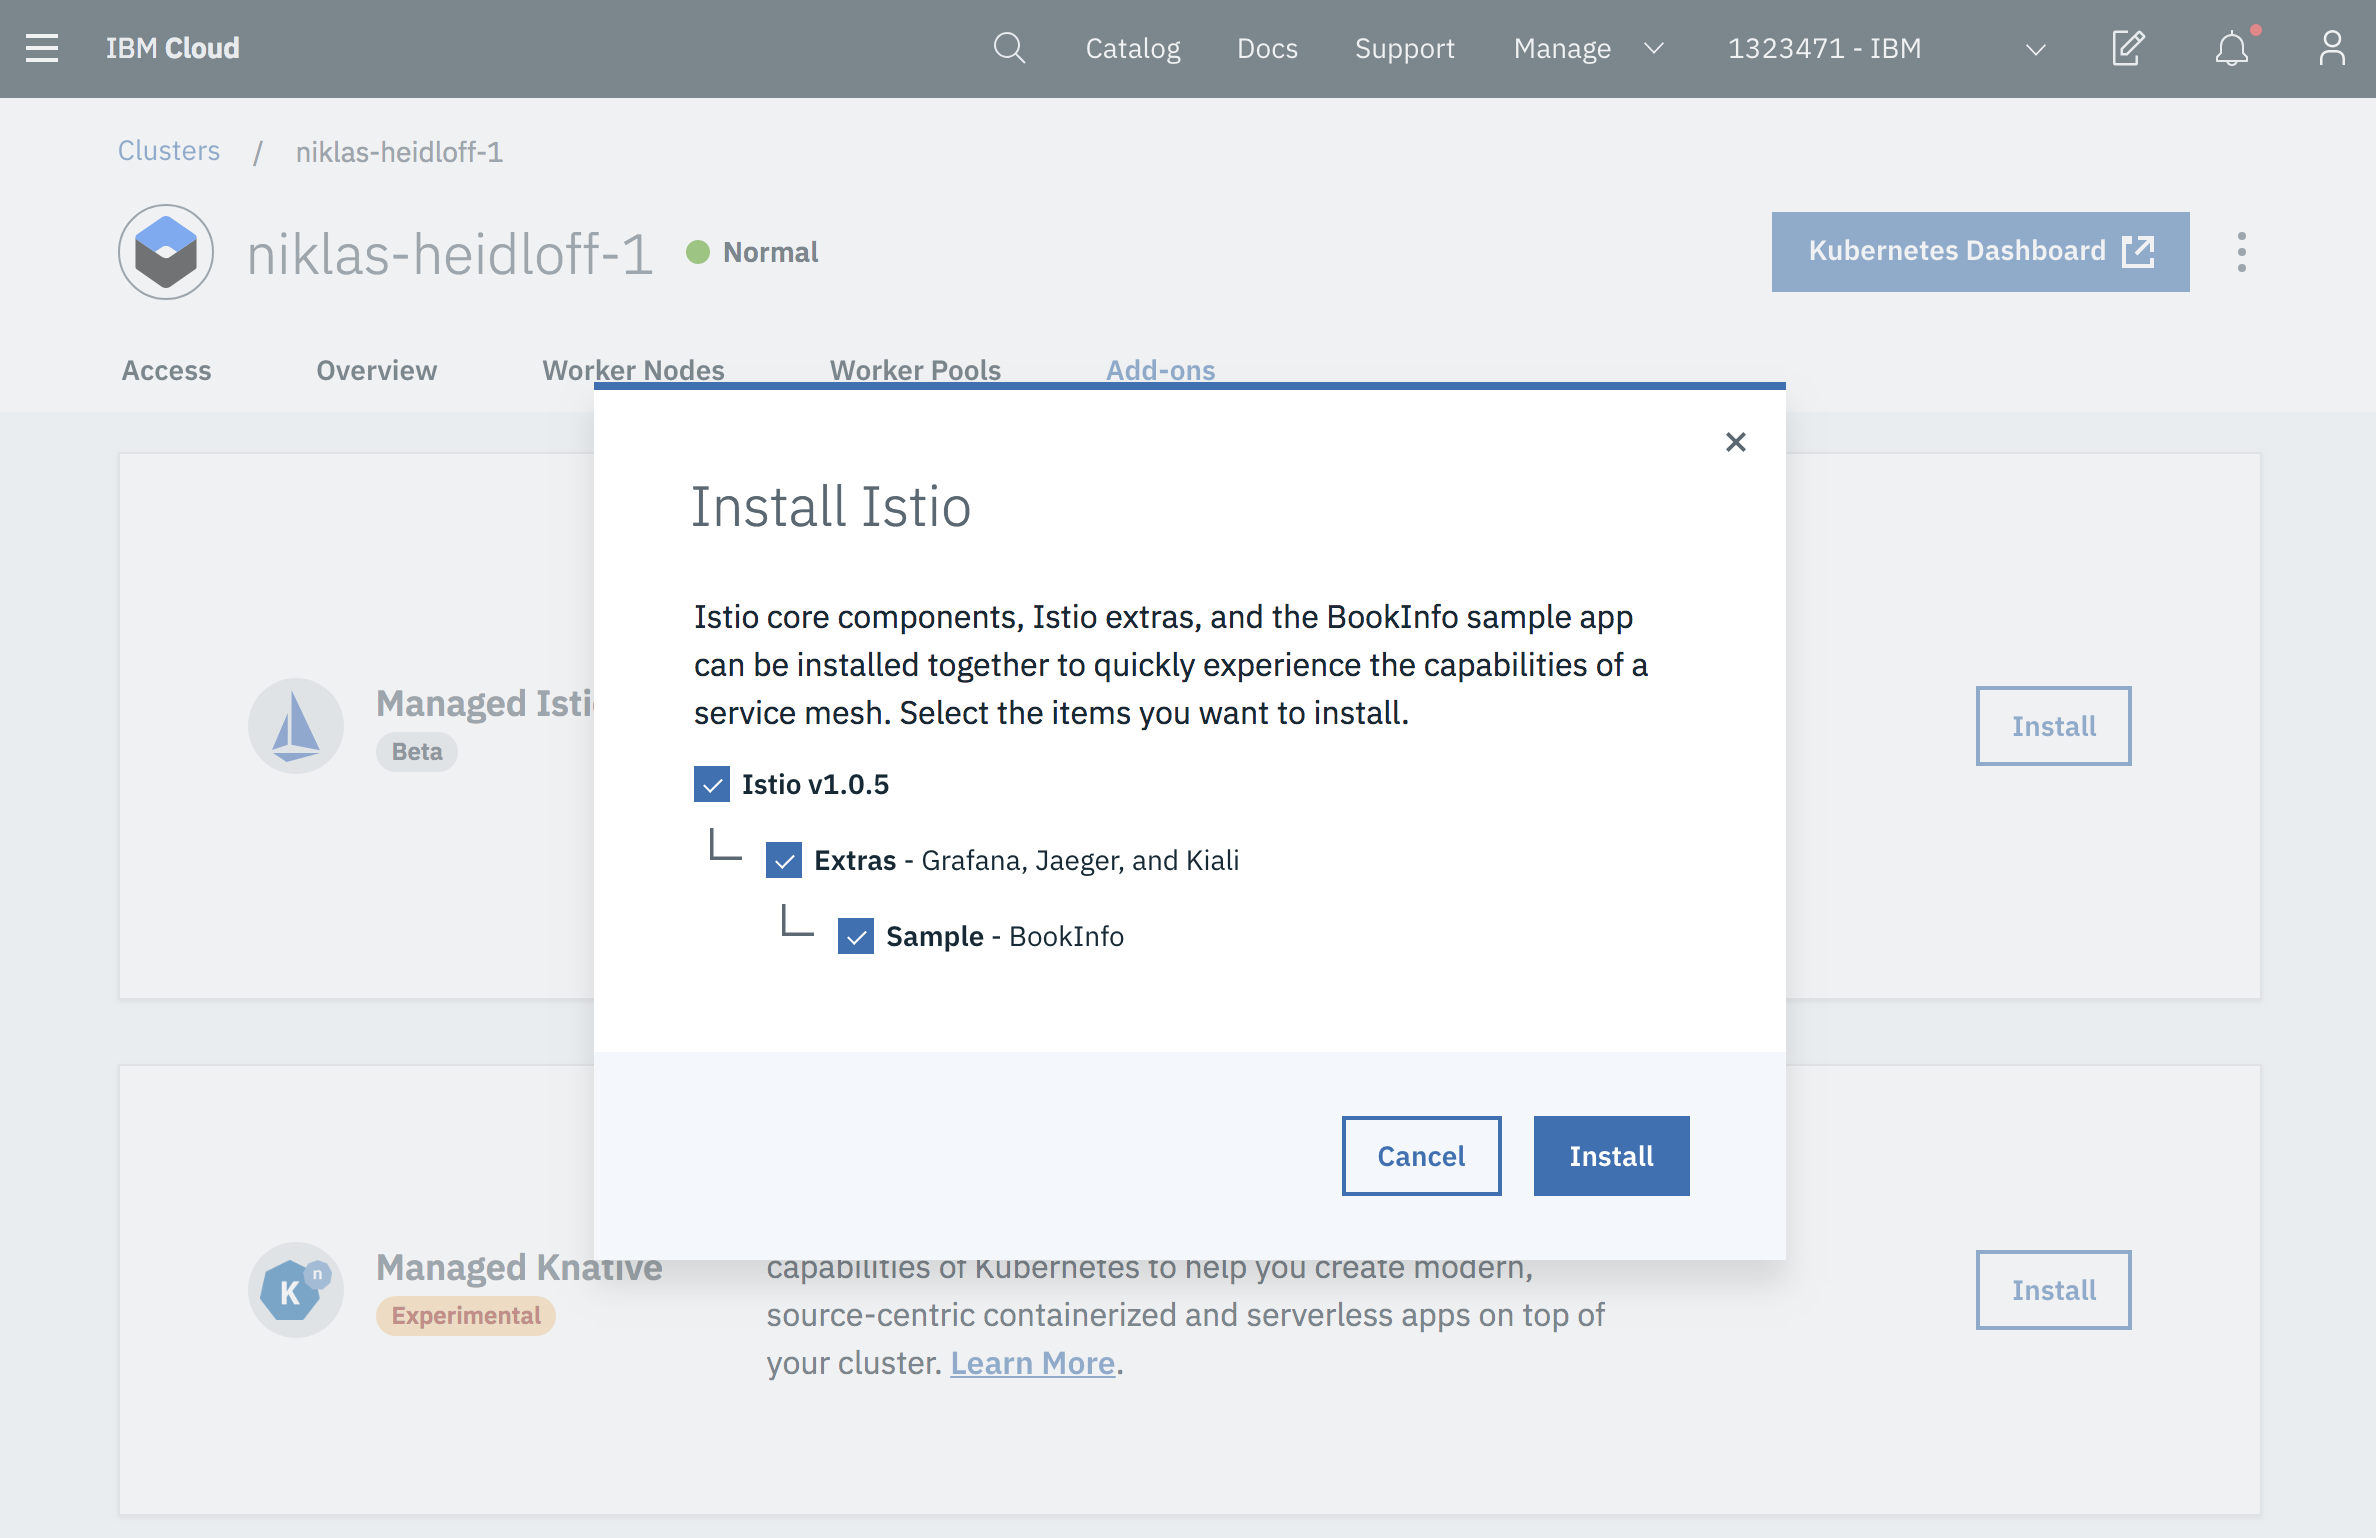 IBM Cloud
Catalog
Docs
Support
Manage
1323471 - IBM
Clusters / niklas-heidloff-1
niklas-heidloff-1
Normal
Kubernetes Dashboard
Access
Overview
Worker Nodes
Worker Pools
Add-ons
Install Istio
Istio core components, Istio extras, and the BookInfo sample app
can be installed together to quickly experience the capabilities of a
service mesh. Select the items you want to install.
Istio v1.0.5
Extras - Grafana, Jaeger, and Kiali
Sample - BookInfo
Cancel
Install
Managed Isti
Beta
Install
K n
Managed Knative
Experimental
capabilities of Kubernetes to help you create modern,
source-centric containerized and serverless apps on top of
your cluster. Learn More.
Install